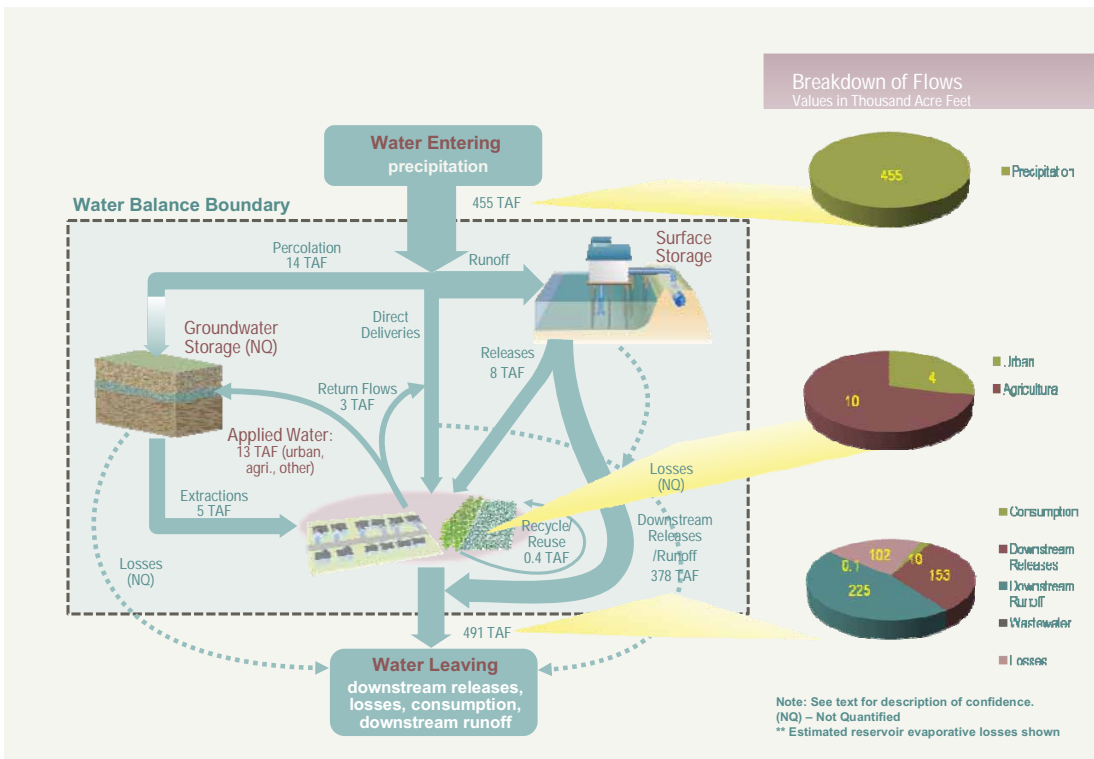 Breakdown of Flows
Values in Thousand Acre Feet
Water Entering
precipitation
455
Precipitation
Water Balance Boundary
455 TAF
Percolation
14 TAF
Runoff
Surface
Storage
Direct
Deliveries
Groundwater
Storage (NQ)
Releases
8 TAF
Return Flows
3 TAF
Urban
Agriculture
4
10
Applied Water:
13 TAF (urban,
agri., other)
Extractions
5 TAF
Losses
(NQ)
Recycle/
Reuse
0.4 TAF
Downstream
Releases
/Runoff
378 TAF
Losses
(NQ)
Consumption
Downstream
Releases
Downstream
Runoff
Wastewater
Losses
102
10
0.1
153
225
491 TAF
Water Leaving
downstream releases,
losses, consumption,
downstream runoff
Note: See text for description of confidence.
(NQ) – Not Quantified
** Estimated reservoir evaporative losses shown